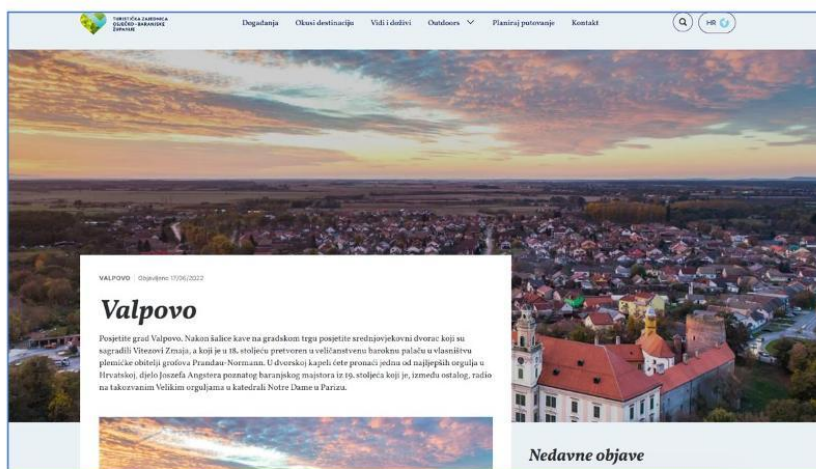 TURISTIČKA ZAJEDNICA
OSJEČKO-BARANJSKE
ŽUPANIJE
Događanja Okusi destinaciju Vidi i doživi Outdoors Planiraj putovanje Kontakt
HR
VALPOVO Objavljeno 17/06/2022
Valpovo
Posjetite grad Valpovo. Nakon šalice kave na gradskom trgu posjetite srednjovjekovni dvorac koji su
sagradili Vitezovi Zmaja, a koji je u 18. stoljeću pretvoren u veličanstvenu baroknu palaču u vlasništvu
plemićke obitelji grofova Prandau-Normann. U dvorskoj kapeli ćete pronaći jednu od najljepših orgulja u
Hrvatskoj, djelo Joszefa Angstera poznatog baranjskog majstora iz 19. stoljeća koji je, između ostalog, radio
na takozvanim Velikim orguljama u katedrali Notre Dame u Parizu.
Nedavne objave